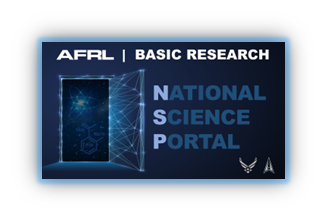 AFRL | BASIC RESEARCH
NATIONAL
SCIENCE
PORTAL